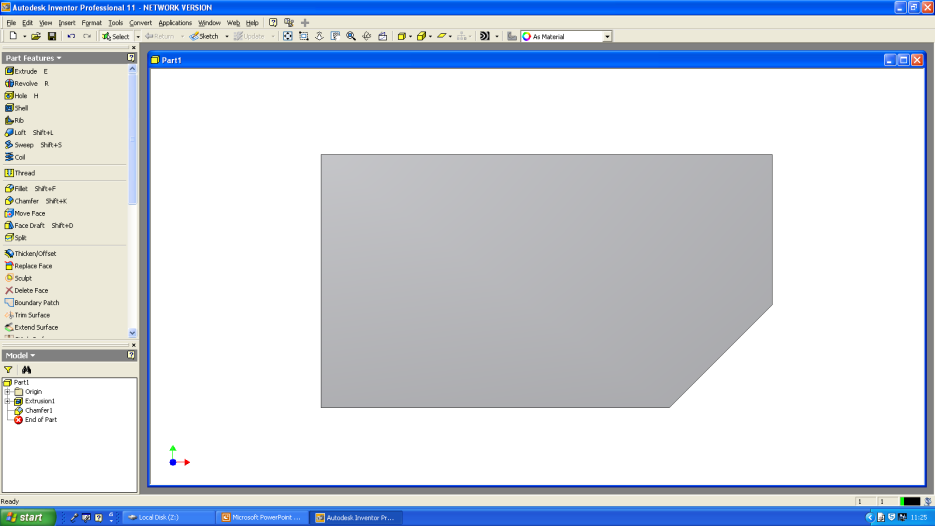 Autodesk Inventor Professional 11 - NETWORK VERSION
File Edit View Insert Format Tools Convert Applications Window Web Help
Select Return Sketch Update As Material
Part Features
Extrude E
Revolve R
Hole H
Shell
Rib
Loft Shift+L
Sweep Shift+S
Coil
Thread
Fillet Shift+F
Chamfer Shift+K
Move Face
Face Draft Shift+D
Split
Thicken/Offset
Replace Face
Sculpt
Delete Face
Boundary Patch
Trim Surface
Extend Surface
Model
Part1
Origin
Extrusion1
Chamfer1
End of Part
Part1
Ready
1 1
start
Local Disk (Z:)
Microsoft PowerPoint ...
Autodesk Inventor Pr...
11:25